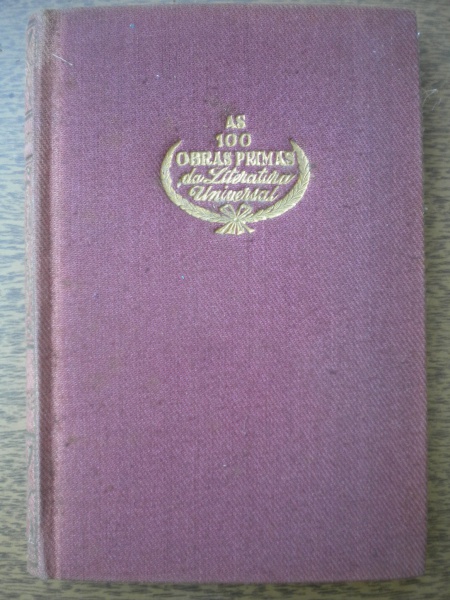 AS
100
OBRAS PRIMAS
da Literatura
Universal